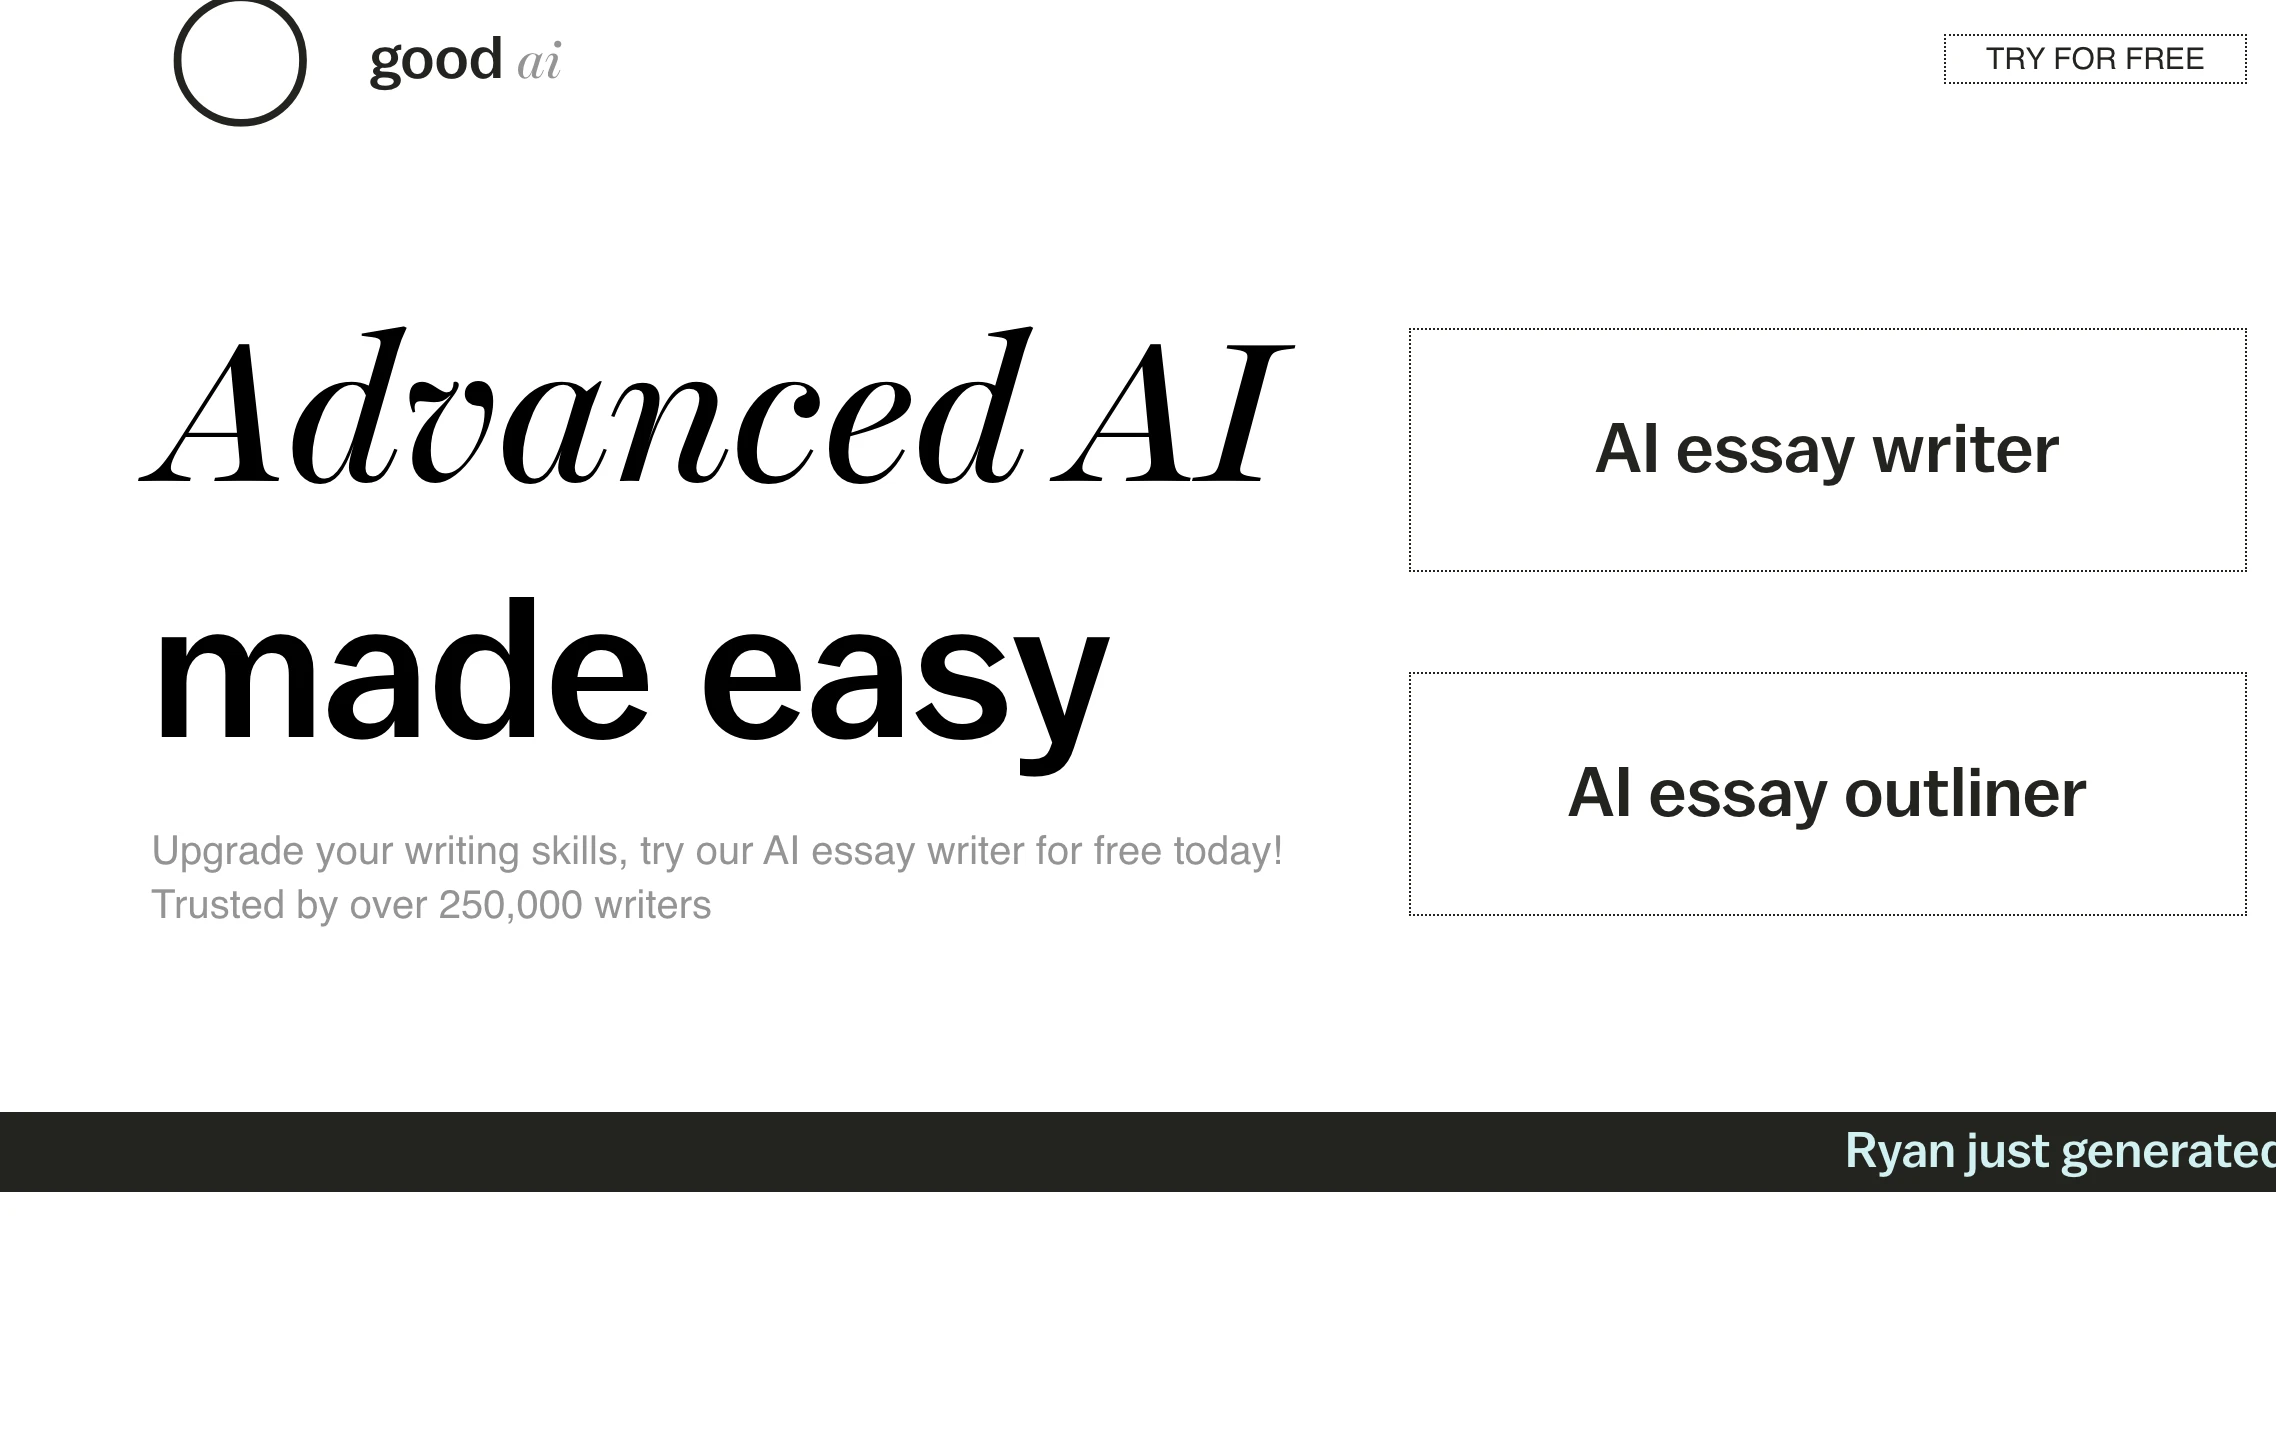 good ai
TRY FOR FREE
Advanced AI
made easy
Upgrade your writing skills, try our AI essay writer for free today!
Trusted by over 250,000 writers
AI essay writer
AI essay outliner
Ryan just generated